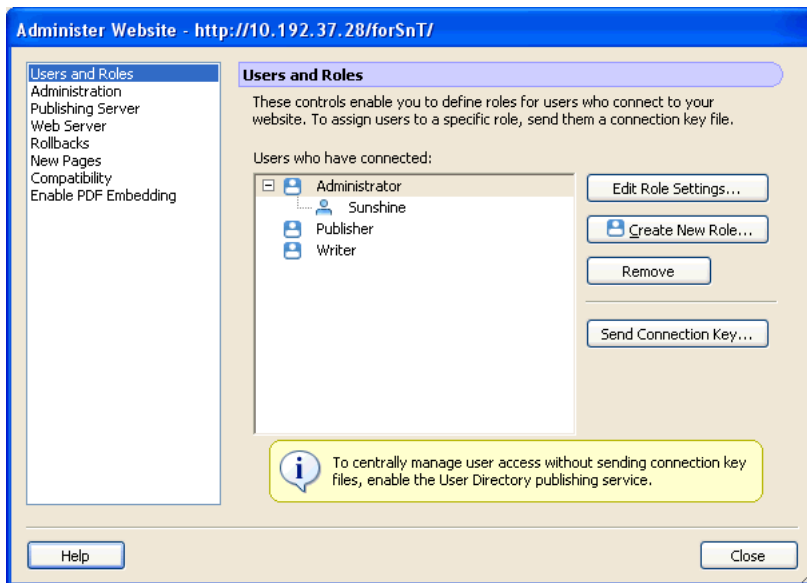 Administer Website - http://10.192.37.28/forSnT/
Users and Roles
Administration
Publishing Server
Web Server
Rollbacks
New Pages
Compatibility
Enable PDF Embedding
Users and Roles
These controls enable you to define roles for users who connect to your
website. To assign users to a specific role, send them a connection key file.
Users who have connected:
Administrator
Sunshine
Publisher
Writer
Edit Role Settings...
Create New Role...
Remove
Send Connection Key...
To centrally manage user access without sending connection key
files, enable the User Directory publishing service.
Help
Close